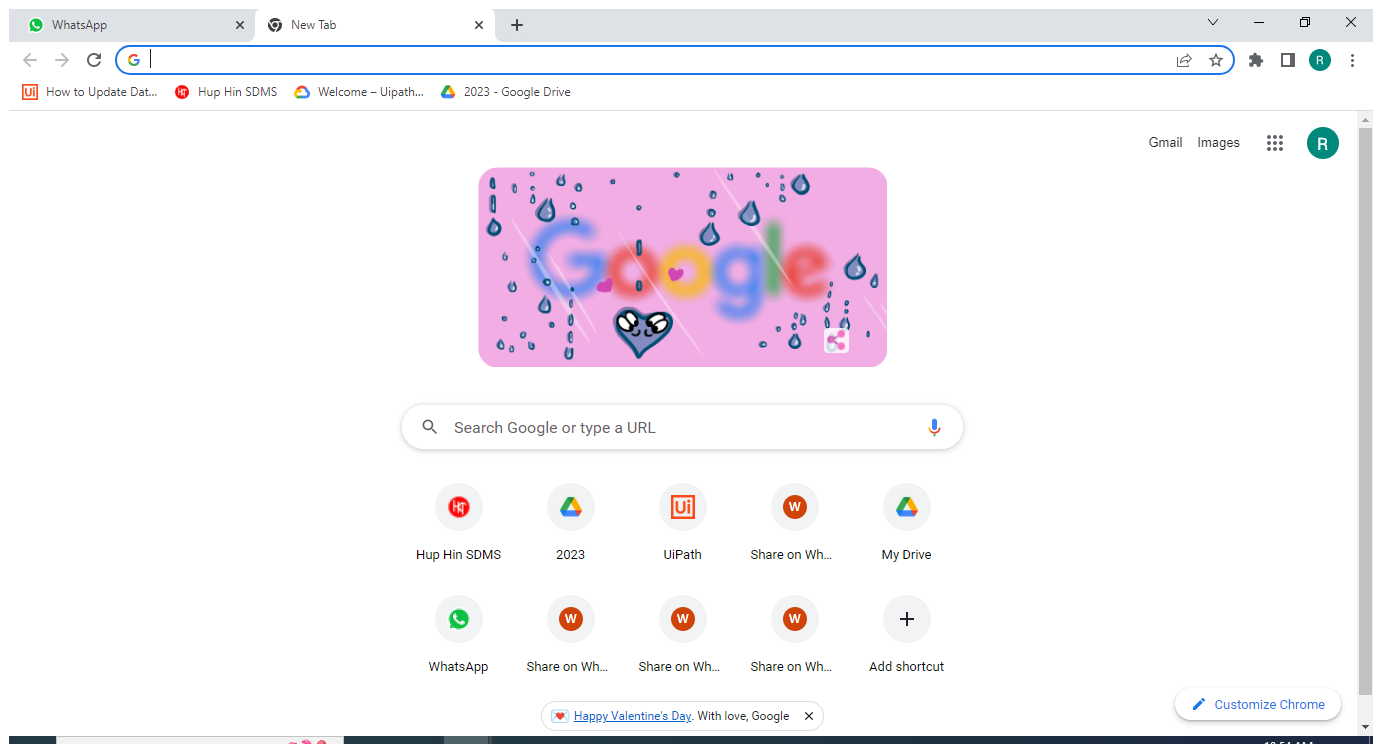 WhatsApp
New Tab
How to Update Dat...
Hup Hin SDMS
Welcome – Uipath...
2023 - Google Drive
R
Gmail
Images
R
Google
Search Google or type a URL
Hup Hin SDMS
2023
Ui
UiPath
W
Share on Wh...
My Drive
WhatsApp
W
Share on Wh...
W
Share on Wh...
W
Share on Wh...
Add shortcut
Happy Valentine's Day. With love, Google
Customize Chrome